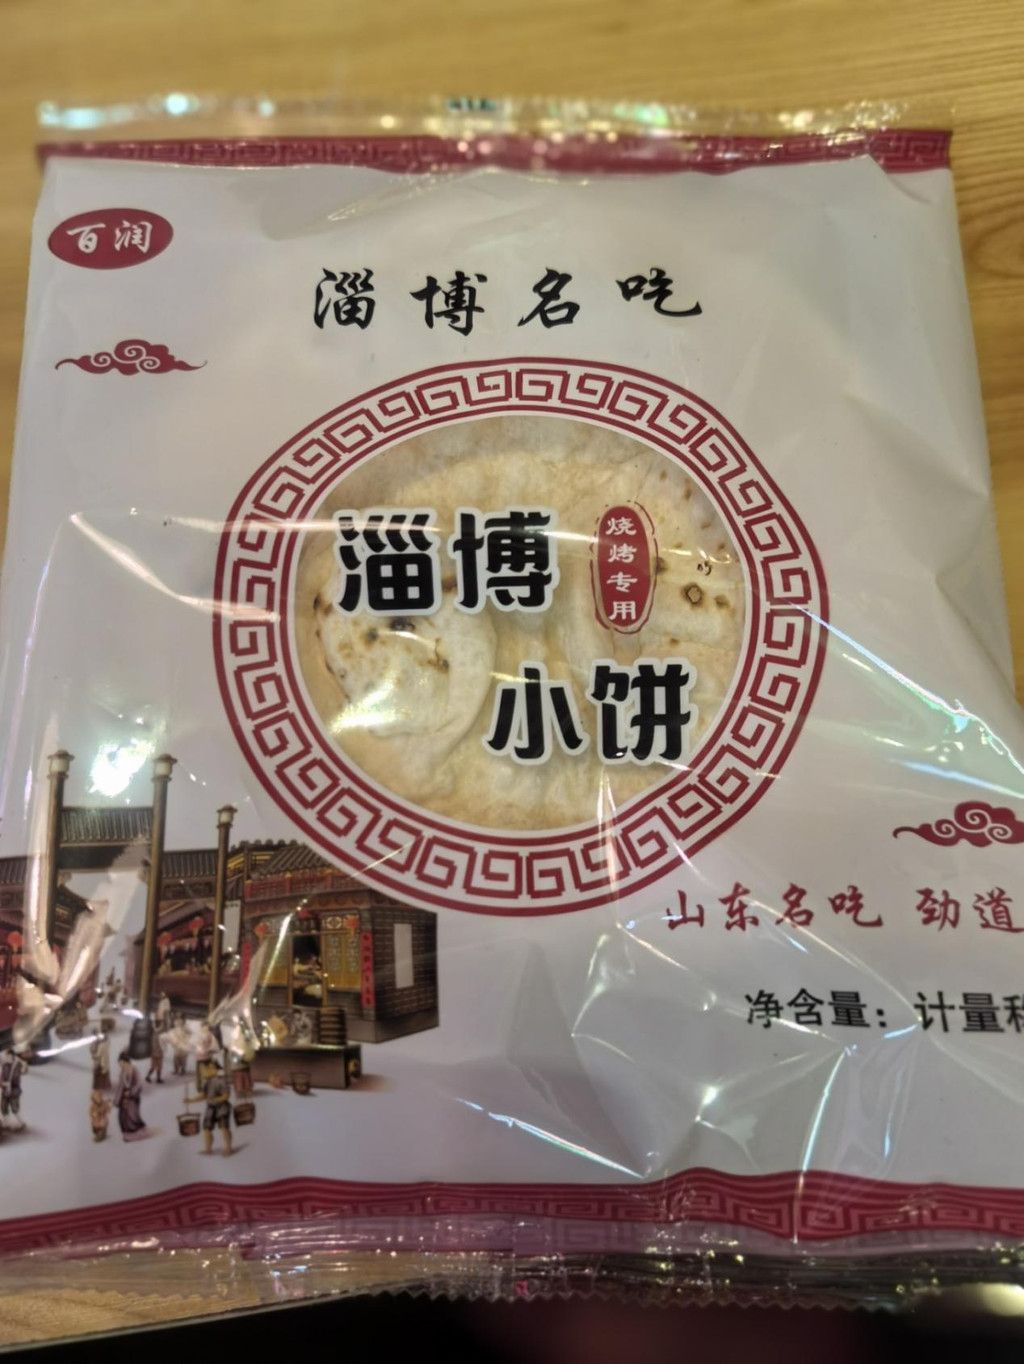 百润
淄博名吃
淄博
烧烤专用
小饼
山东名吃 劲道
净含量：计量